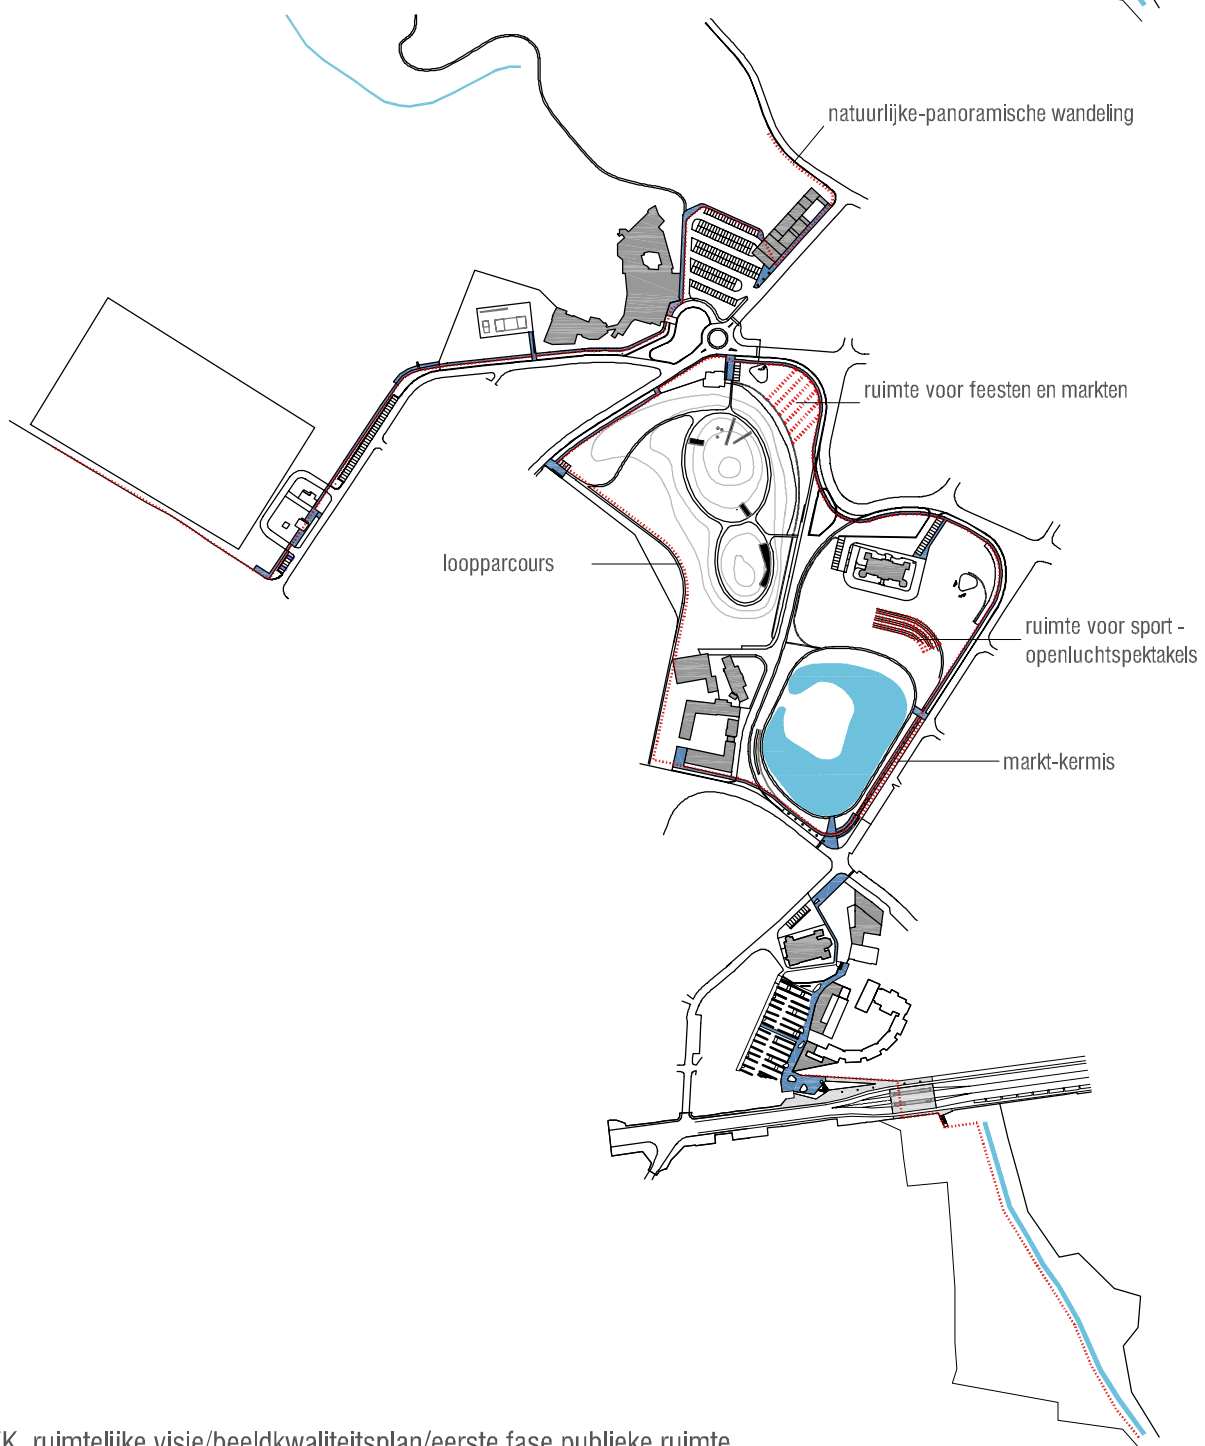 natuurlijke-panoramische wandeling
ruimte voor feesten en markten
loopparcours
ruimte voor sport -
openluchtspektakels
markt-kermis
ruimtelijke visie/beeldkwaliteitsplan/eerste fase publieke ruimte